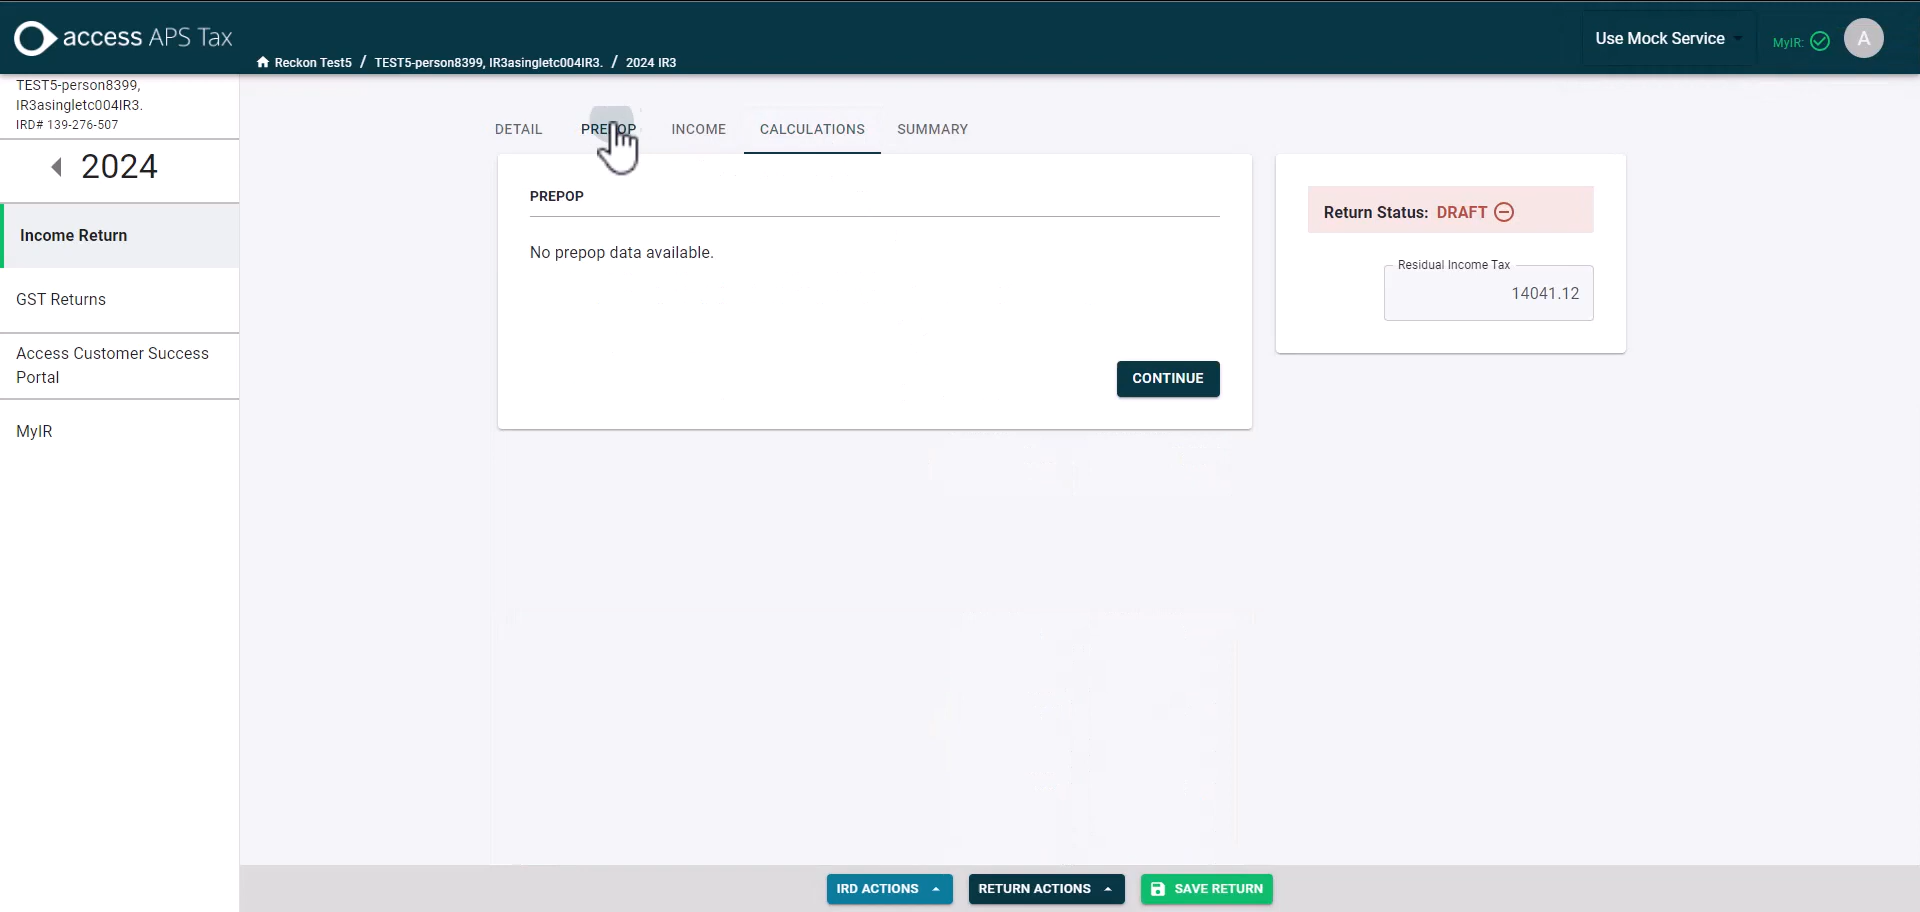 access APS Tax
Reckon Test5 / TEST5-person8399, IR3asingletc004IR3. / 2024 IR3
Use Mock Service
MyIR:
A
TEST5-person8399,
IR3asingletc004IR3.
IRD# 139-276-507
2024
Income Return
GST Returns
Access Customer Success
Portal
MyIR
DETAIL
PREPOP
INCOME
CALCULATIONS
SUMMARY
PREPOP
No prepop data available.
CONTINUE
Return Status: DRAFT
Residual Income Tax
14041.12
IRD ACTIONS
RETURN ACTIONS
SAVE RETURN